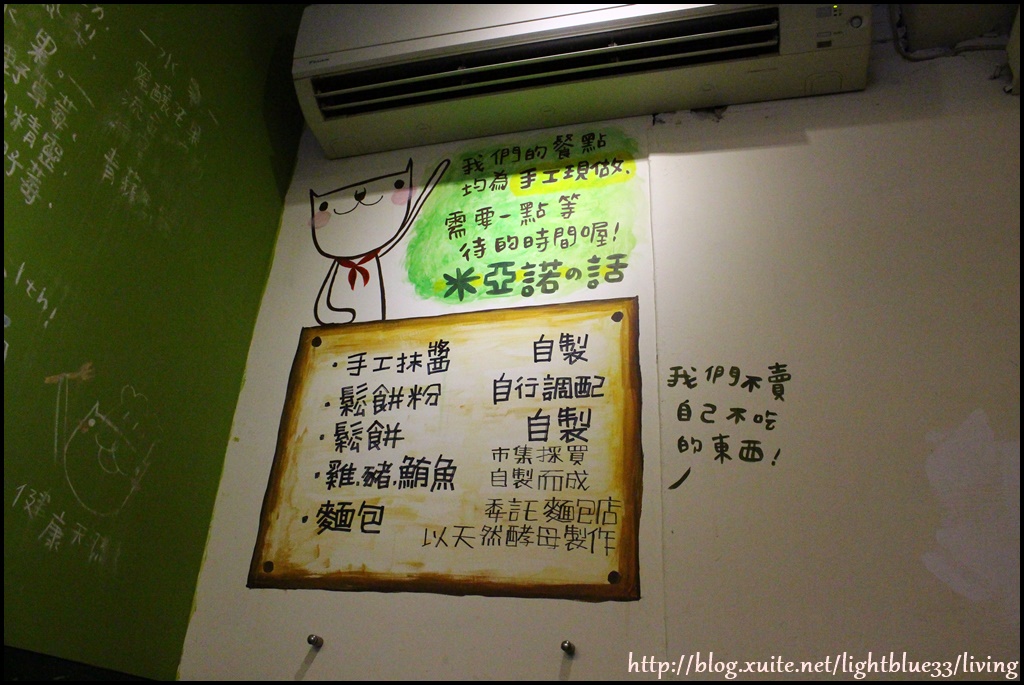 我們的餐點
均為手工現做.
需要一點等
待的時間喔!
米亞諾の話
·手工抹醬 自製
·鬆餅粉 自行調配
·鬆餅 自製
·雞.豬.鮪魚 市集採買
自製而成
·麵包 委託麵包店
以天然酵母製作
我們不賣
自己不吃
的東西!
健康
http://blog.xuite.net/lightblue33/living